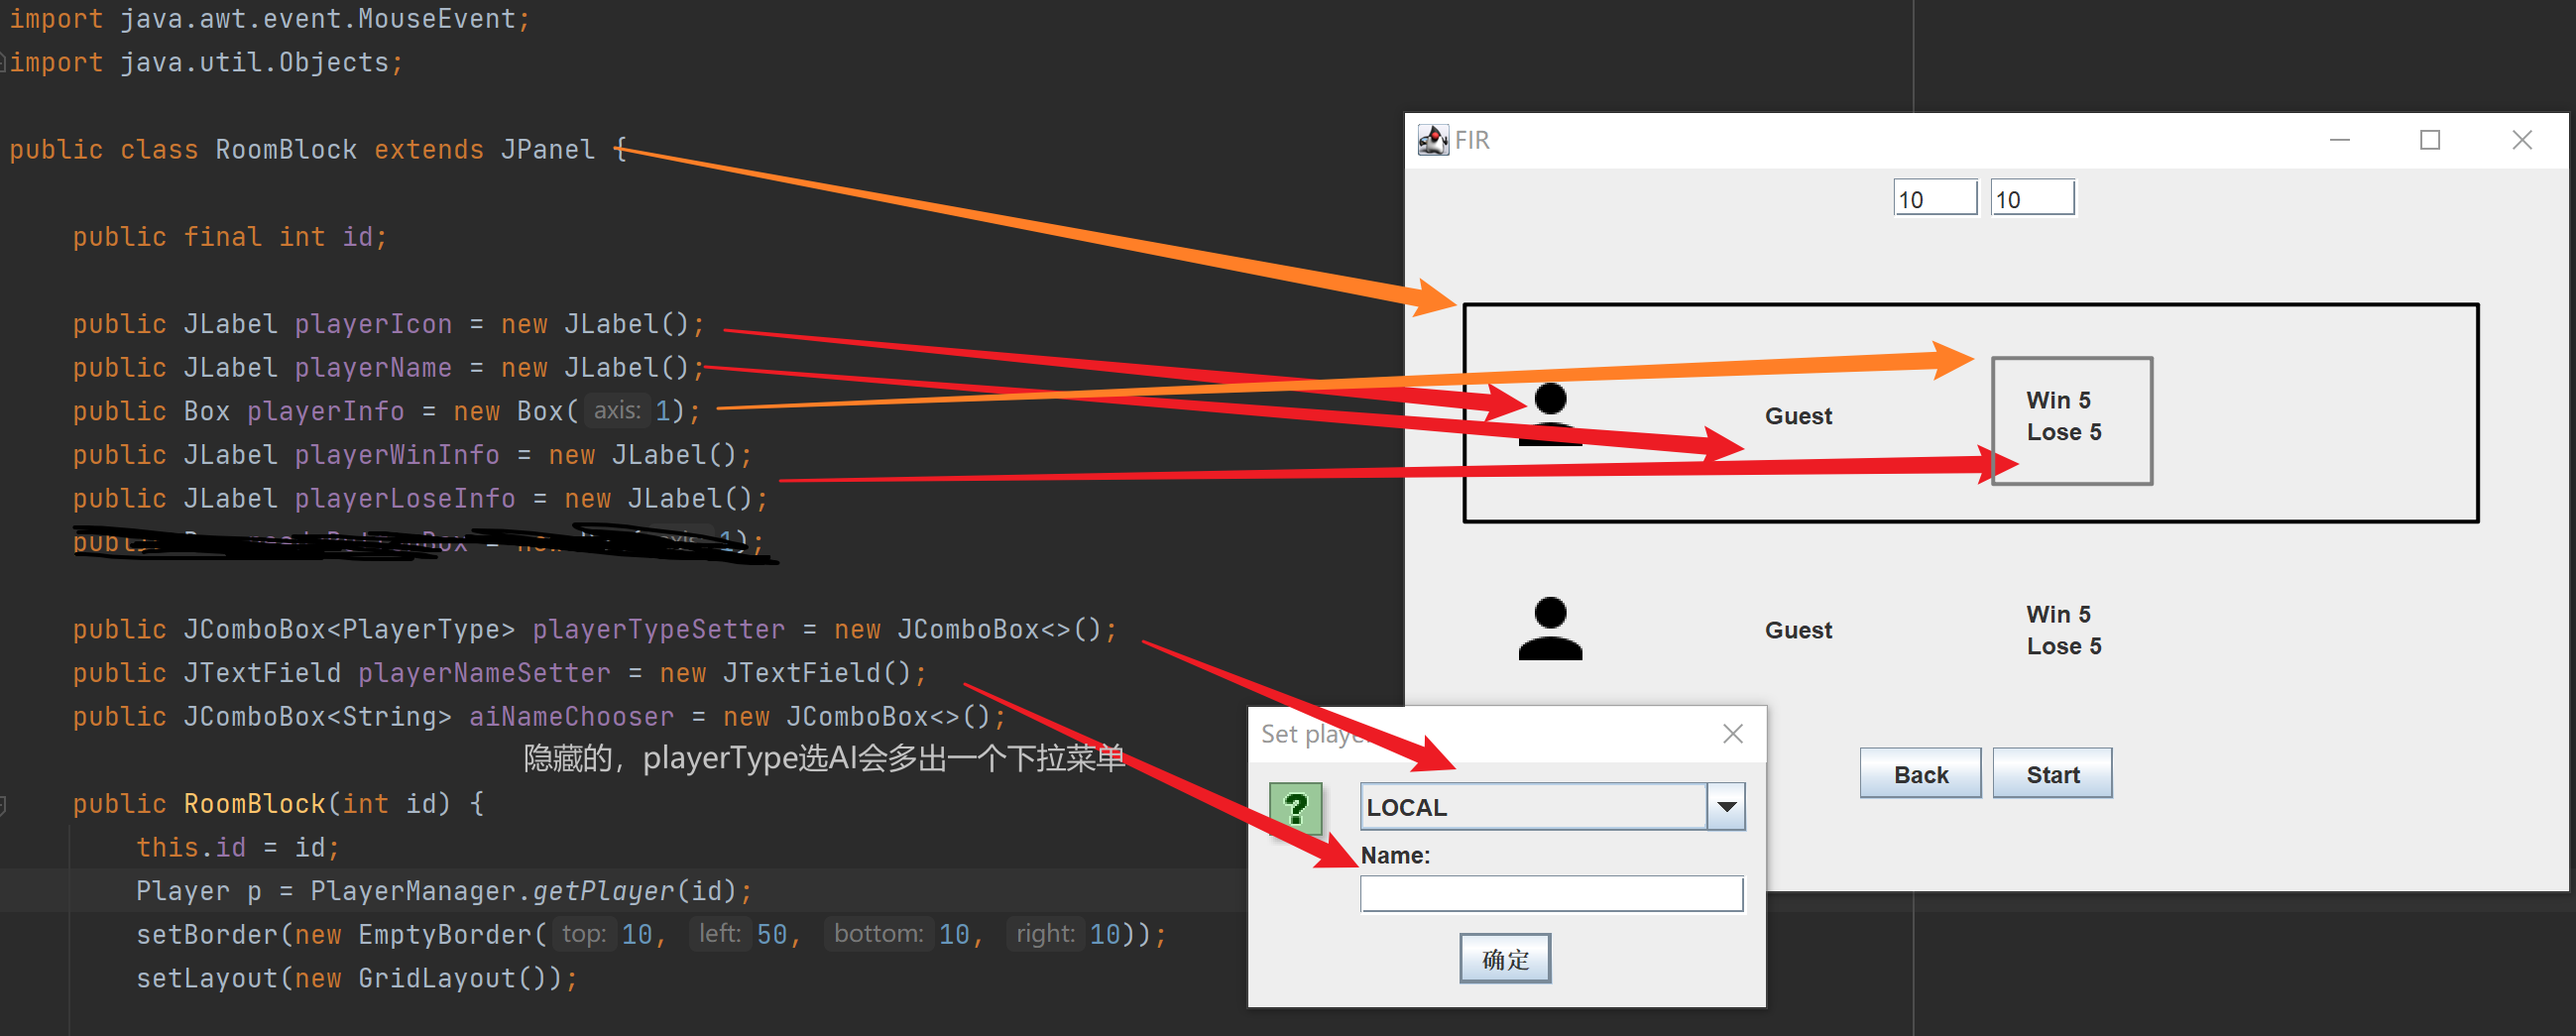 import java.awt.event.MouseEvent;
import java.util.Objects;
public class RoomBlock extends JPanel {
public final int id;
public JLabel playerIcon = new JLabel();
public JLabel playerName = new JLabel();
public Box playerInfo = new Box( axis: 1);
public JLabel playerWinInfo = new JLabel();
public JLabel playerLoseInfo = new JLabel();
public JComboBox<PlayerType> playerTypeSetter = new JComboBox<>();
public JTextField playerNameSetter = new JTextField();
public JComboBox<String> aiNameChooser = new JComboBox<>();
隐藏的，playerType选AI会多出一个下拉菜单
public RoomBlock(int id) {
this.id = id;
Player p = PlayerManager.getPlayer(id);
setBorder(new EmptyBorder( top: 10, left: 50, bottom: 10, right: 10));
setLayout(new GridLayout());
FIR
10 10
Guest
Win 5
Lose 5
Guest
Win 5
Lose 5
Back Start
Set playe
?
LOCAL
Name:
确定